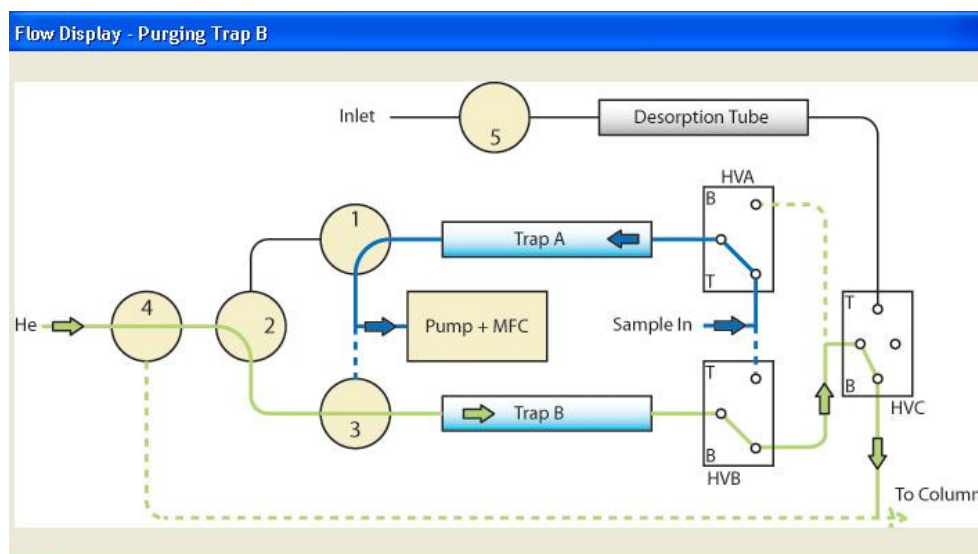 Flow Display - Purging Trap B
Inlet
5
Desorption Tube
HVA
B
1
Trap A
T
4
2
He
Pump + MFC
Sample In
T
T
B
HVC
3
Trap B
B
HVB
To Column